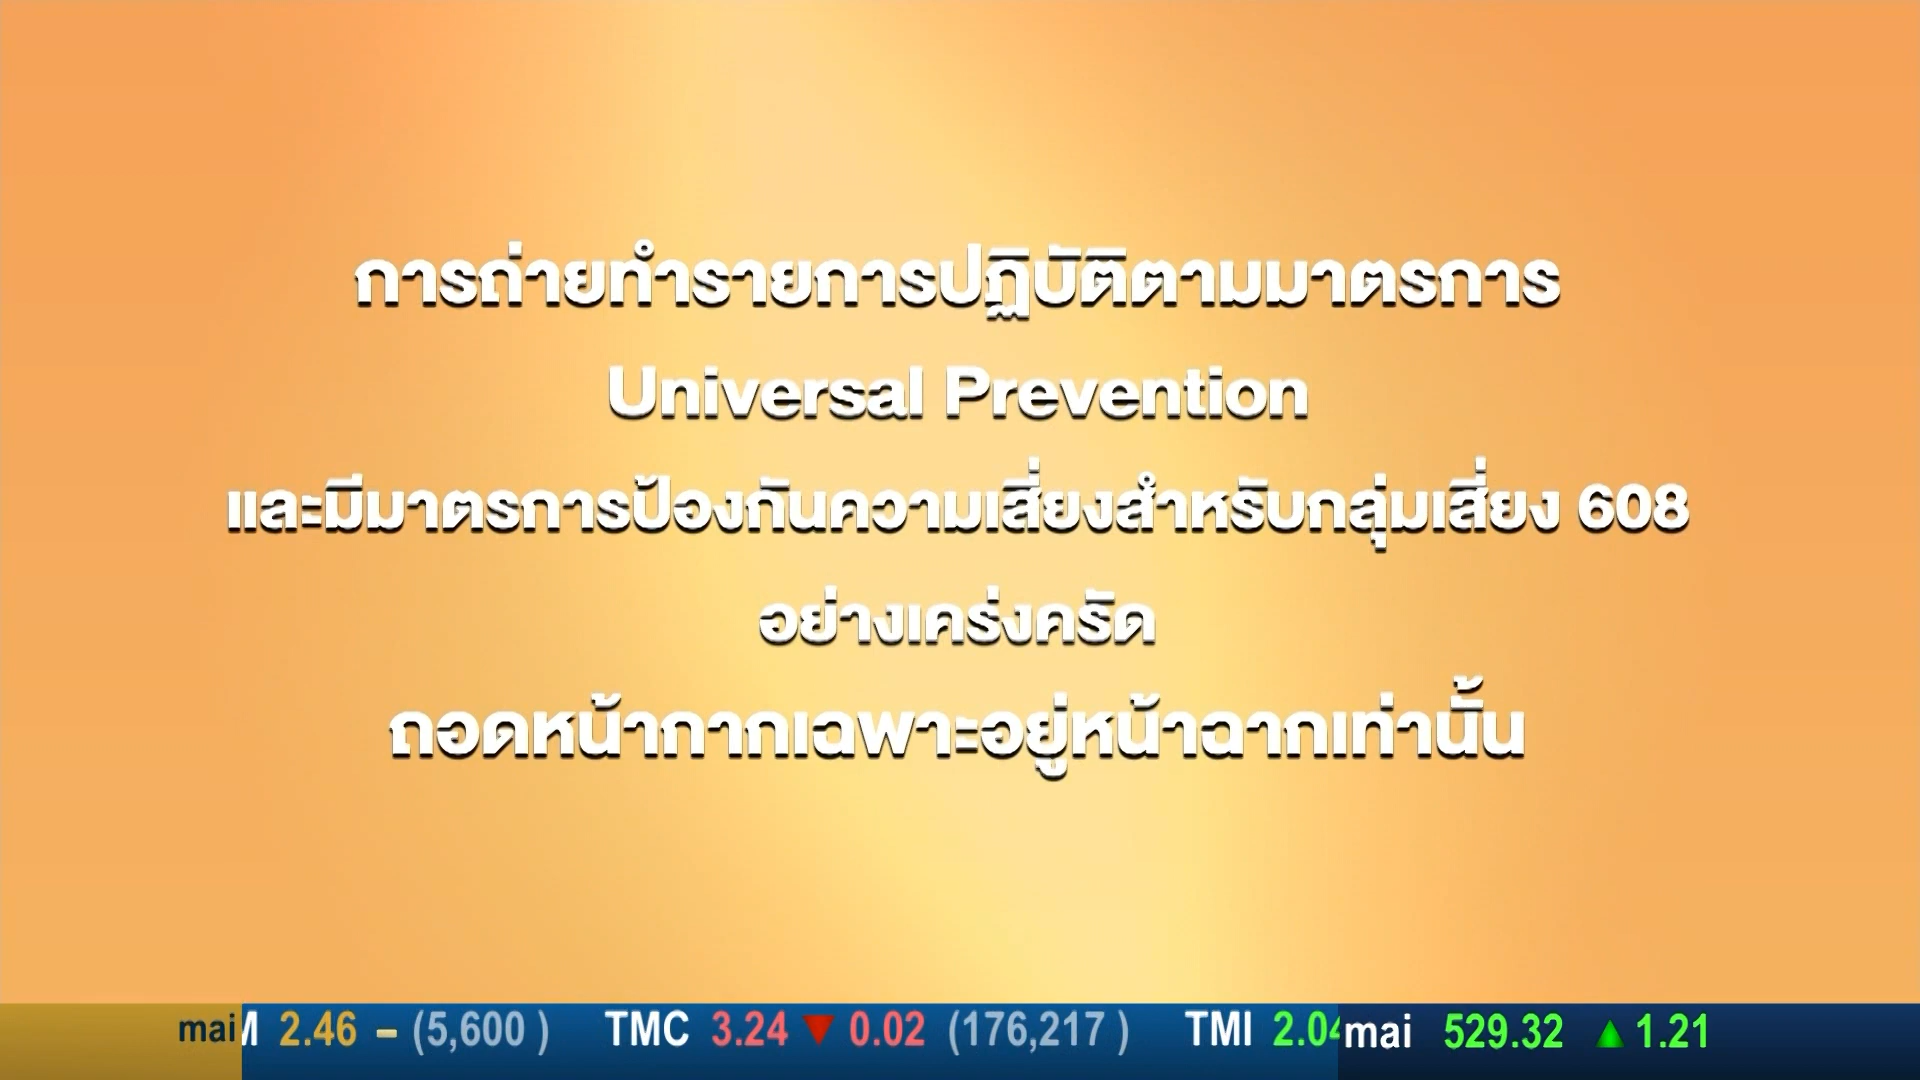 การถ่ายทำรายการปฏิบัติตามมาตรการ
Universal Prevention
และมีมาตรการป้องกันความเสี่ยงสำหรับกลุ่มเสี่ยง 608
อย่างเคร่งครัด
ถอดหน้ากากเฉพาะอยู่หน้าฉากเท่านั้น
mai 2.46 – (5,600 ) TMC 3.24 ▼ 0.02 (176,217 ) TMI 2.04 mai 529.32 ▲ 1.21